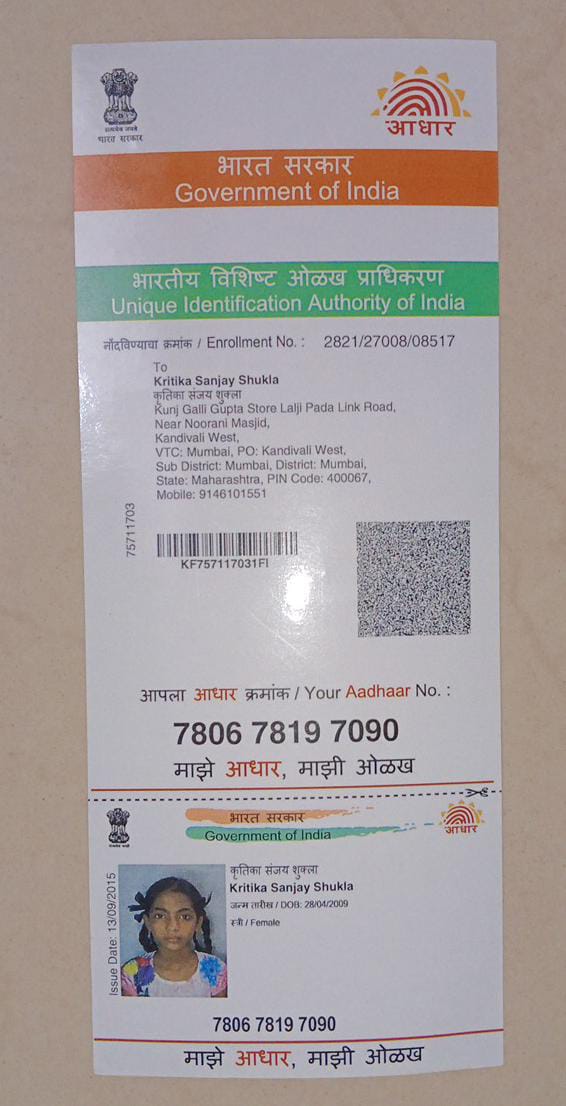 सत्यमेव जयते
भारत सरकार
आधार
भारत सरकार
Government of India
भारतीय विशिष्ट ओळख प्राधिकरण
Unique Identification Authority of India
नोंदविण्याचा क्रमांक / Enrollment No. : 2821/27008/08517
To
Kritika Sanjay Shukla
कृतिका संजय शुक्ला
Kunj Galli Gupta Store Lalji Pada Link Road,
Near Noorani Masjid,
Kandivali West,
VTC: Mumbai, PO: Kandivali West,
Sub District: Mumbai, District: Mumbai,
State: Maharashtra, PIN Code: 400067,
Mobile: 9146101551
75711703
KF757117031FI
आपला आधार क्रमांक / Your Aadhaar No. :
7806 7819 7090
माझे आधार, माझी ओळख
भारत सरकार
Government of India
आधार
Issue Date: 13/09/2015
कृतिका संजय शुक्ला
Kritika Sanjay Shukla
जन्म तारीख / DOB: 28/04/2009
स्त्री / Female
7806 7819 7090
माझे आधार, माझी ओळख